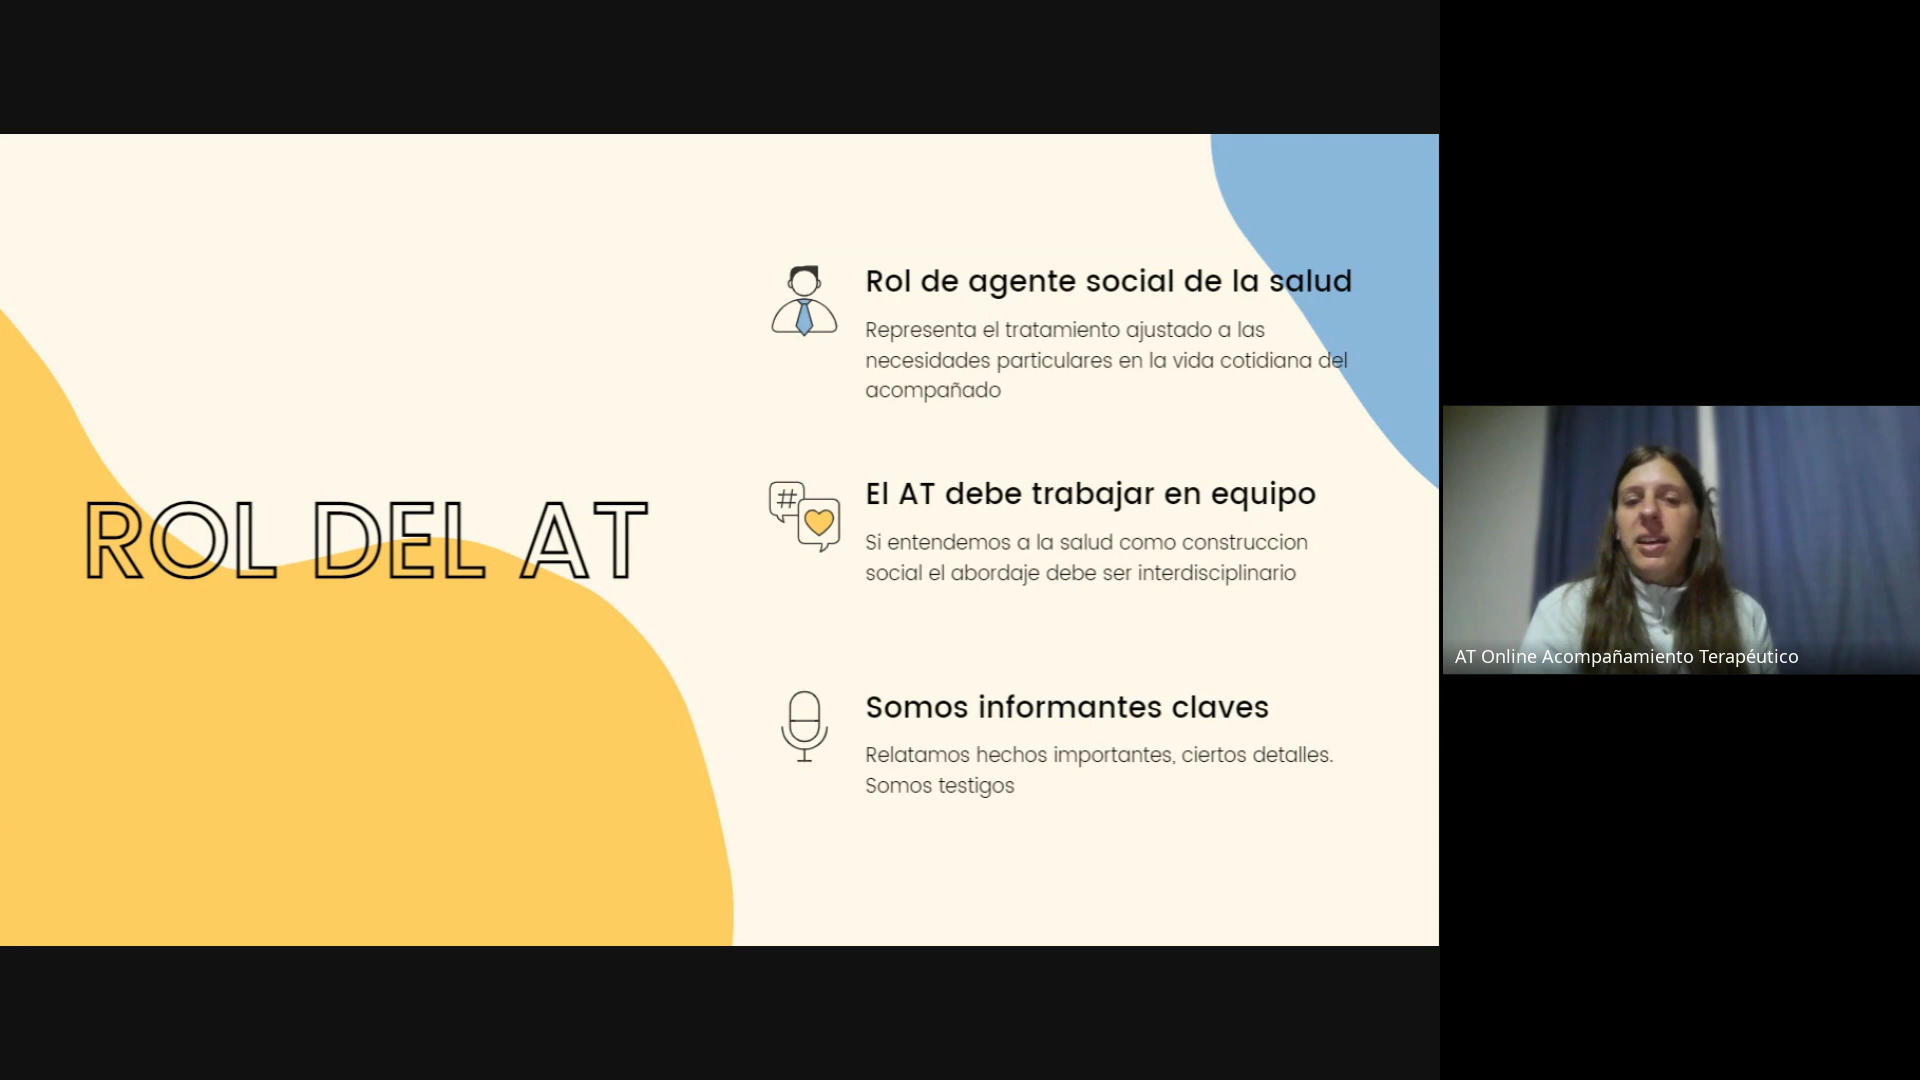 ROL DEL AT
Rol de agente social de la salud
Representa el tratamiento ajustado a las
necesidades particulares en la vida cotidiana del
acompañado
#
El AT debe trabajar en equipo
Si entendemos a la salud como construccion
social el abordaje debe ser interdisciplinario
Somos informantes claves
Relatamos hechos importantes, ciertos detalles.
Somos testigos
AT Online Acompañamiento Terapéutico